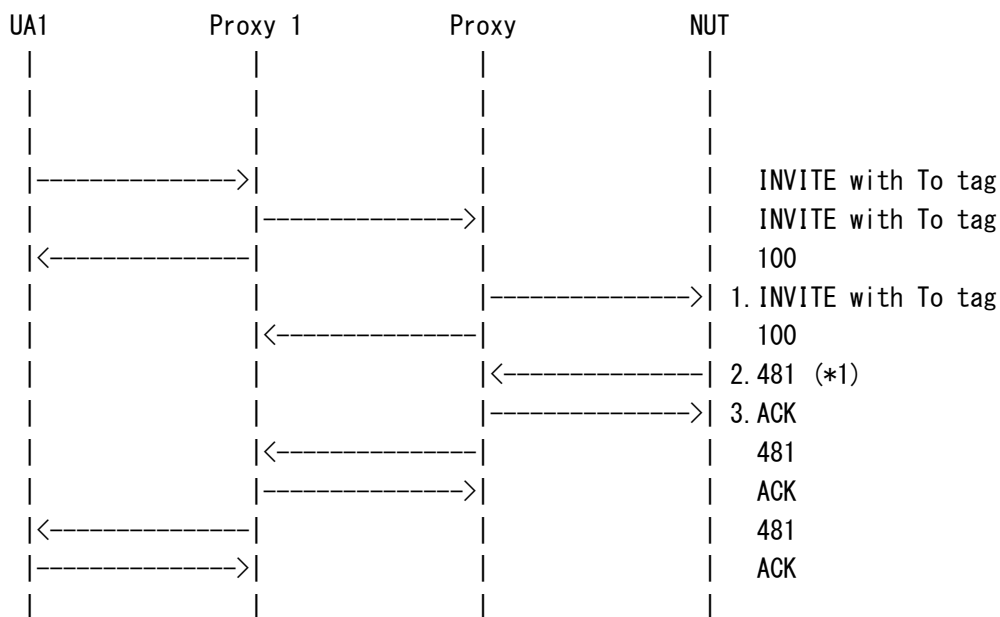 UA1 Proxy 1 Proxy NUT
INVITE with To tag
INVITE with To tag
100
1. INVITE with To tag
100
2. 481 (*1)
3. ACK
481
ACK
481
ACK